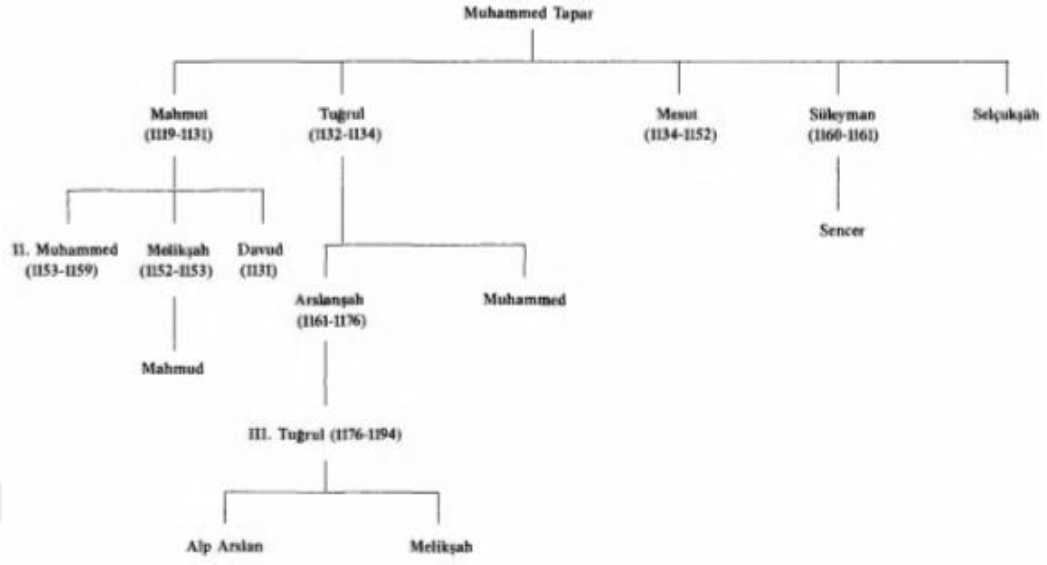 Muhammed Tapar
Mahmut
(1119-1131)
Tuğrul
(1132-1134)
Mesut
(1134-1152)
Süleyman
(1160-1161)
Selçukşâh
II. Muhammed
(1153-1159)
Melikşah
(1152-1153)
Davud
(1131)
Sencer
Arslanşah
(1161-1176)
Muhammed
Mahmud
III. Tuğrul (1176-1194)
Alp Arslan
Melikşah